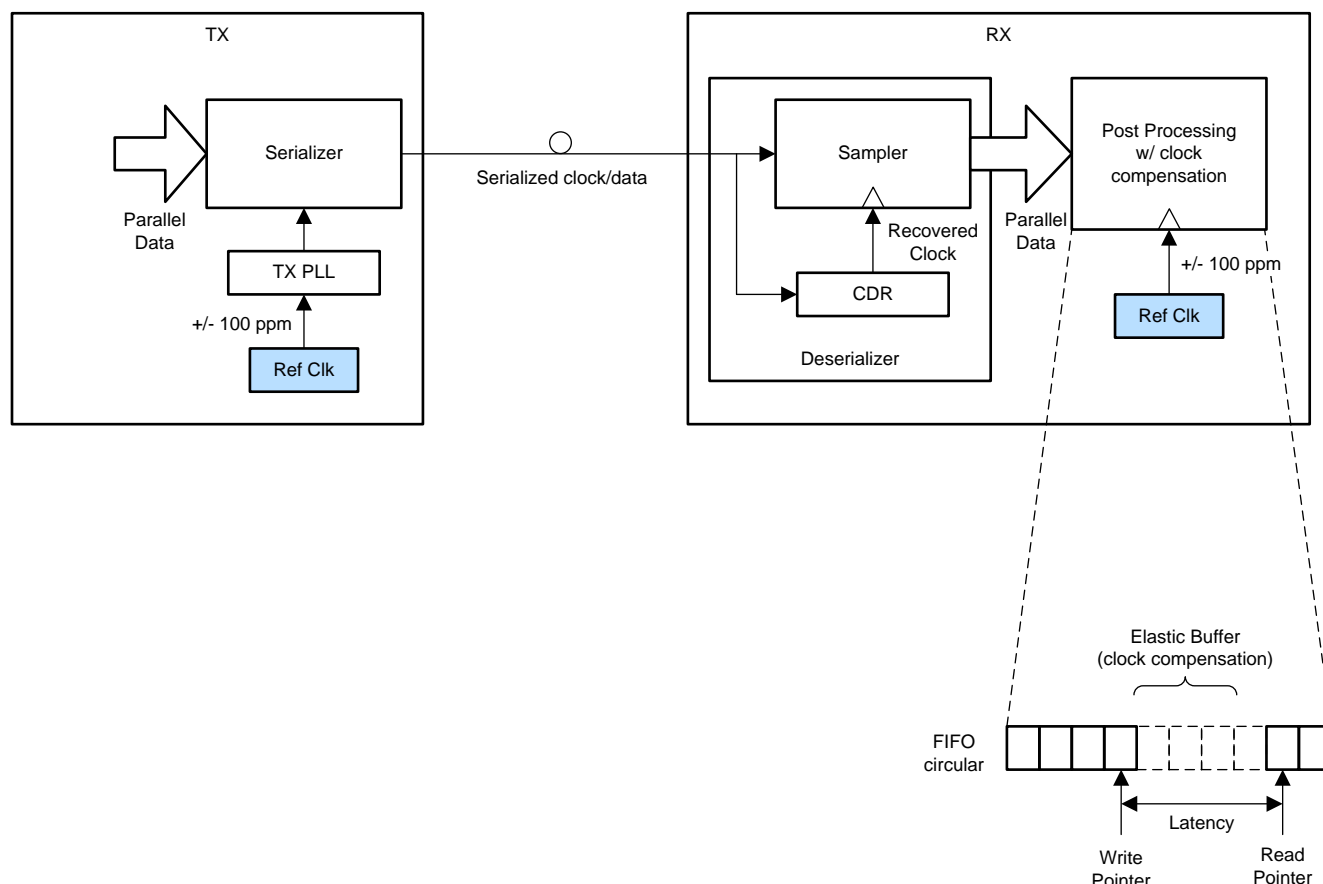 TX
Serializer
Parallel
Data
TX PLL
+/- 100 ppm
Ref Clk
Serialized clock/data
RX
Sampler
Recovered
Clock
CDR
Deserializer
Parallel
Data
Post Processing
w/ clock
compensation
+/- 100 ppm
Ref Clk
Elastic Buffer
(clock compensation)
FIFO
circular
Latency
Write
Pointer
Read
Pointer